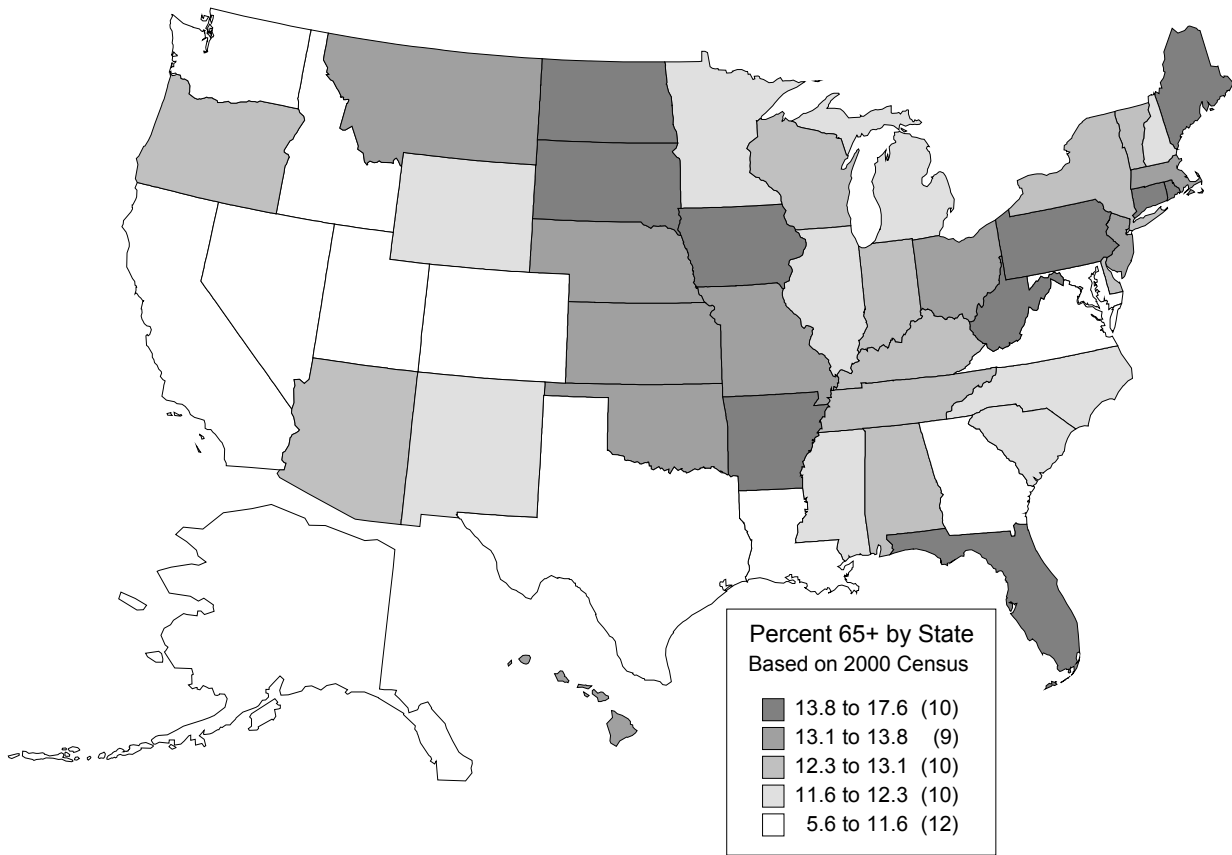 Percent 65+ by State
Based on 2000 Census
13.8 to 17.6 (10)
13.1 to 13.8 (9)
12.3 to 13.1 (10)
11.6 to 12.3 (10)
5.6 to 11.6 (12)